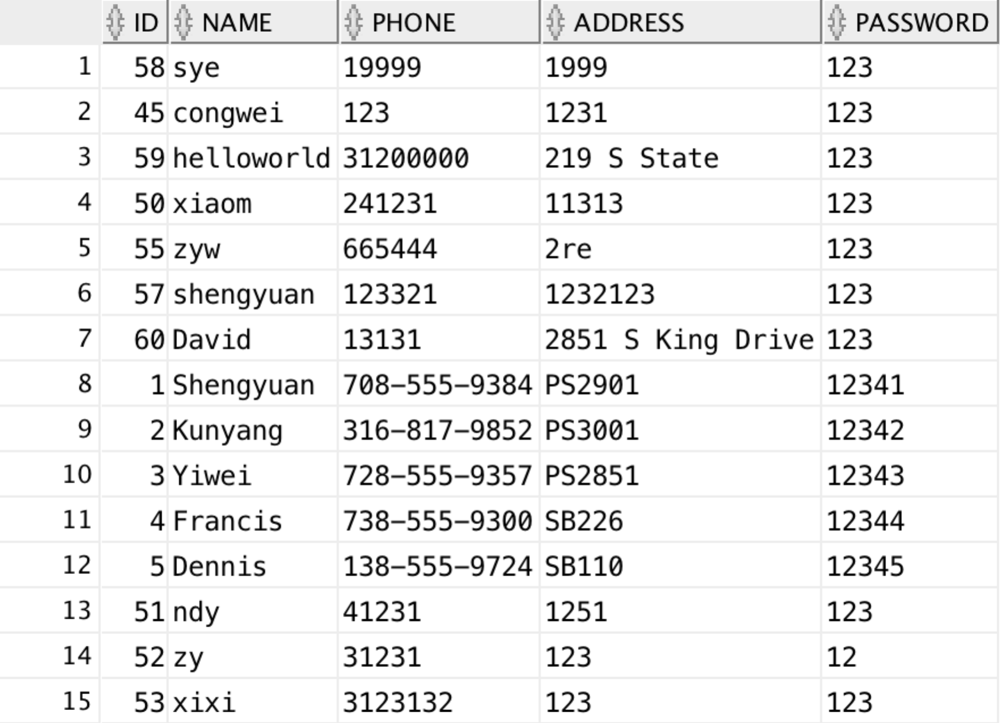 ID NAME PHONE ADDRESS PASSWORD
1 58 sye 19999 1999 123
2 45 congwei 123 1231 123
3 59 helloworld 31200000 219 S State 123
4 50 xiaom 241231 11313 123
5 55 zyw 665444 2re 123
6 57 shengyuan 123321 1232123 123
7 60 David 13131 2851 S King Drive 123
8 1 Shengyuan 708-555-9384 PS2901 12341
9 2 Kunyang 316-817-9852 PS3001 12342
10 3 Yiwei 728-555-9357 PS2851 12343
11 4 Francis 738-555-9300 SB226 12344
12 5 Dennis 138-555-9724 SB110 12345
13 51 ndy 41231 1251 123
14 52 zy 31231 123 12
15 53 xixi 3123132 123 123